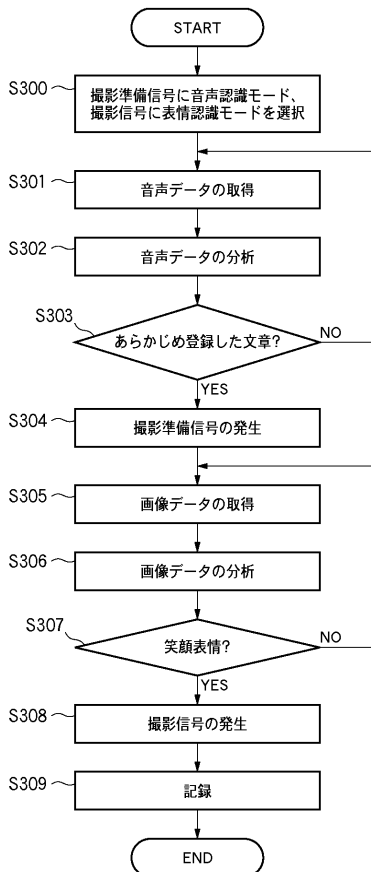 START
S300
撮影準備信号に音声認識モード、
撮影信号に表情認識モードを選択
S301
音声データの取得
S302
音声データの分析
S303
あらかじめ登録した文章?
NO
YES
S304
撮影準備信号の発生
S305
画像データの取得
S306
画像データの分析
S307
笑顔表情?
NO
YES
S308
撮影信号の発生
S309
記録
END